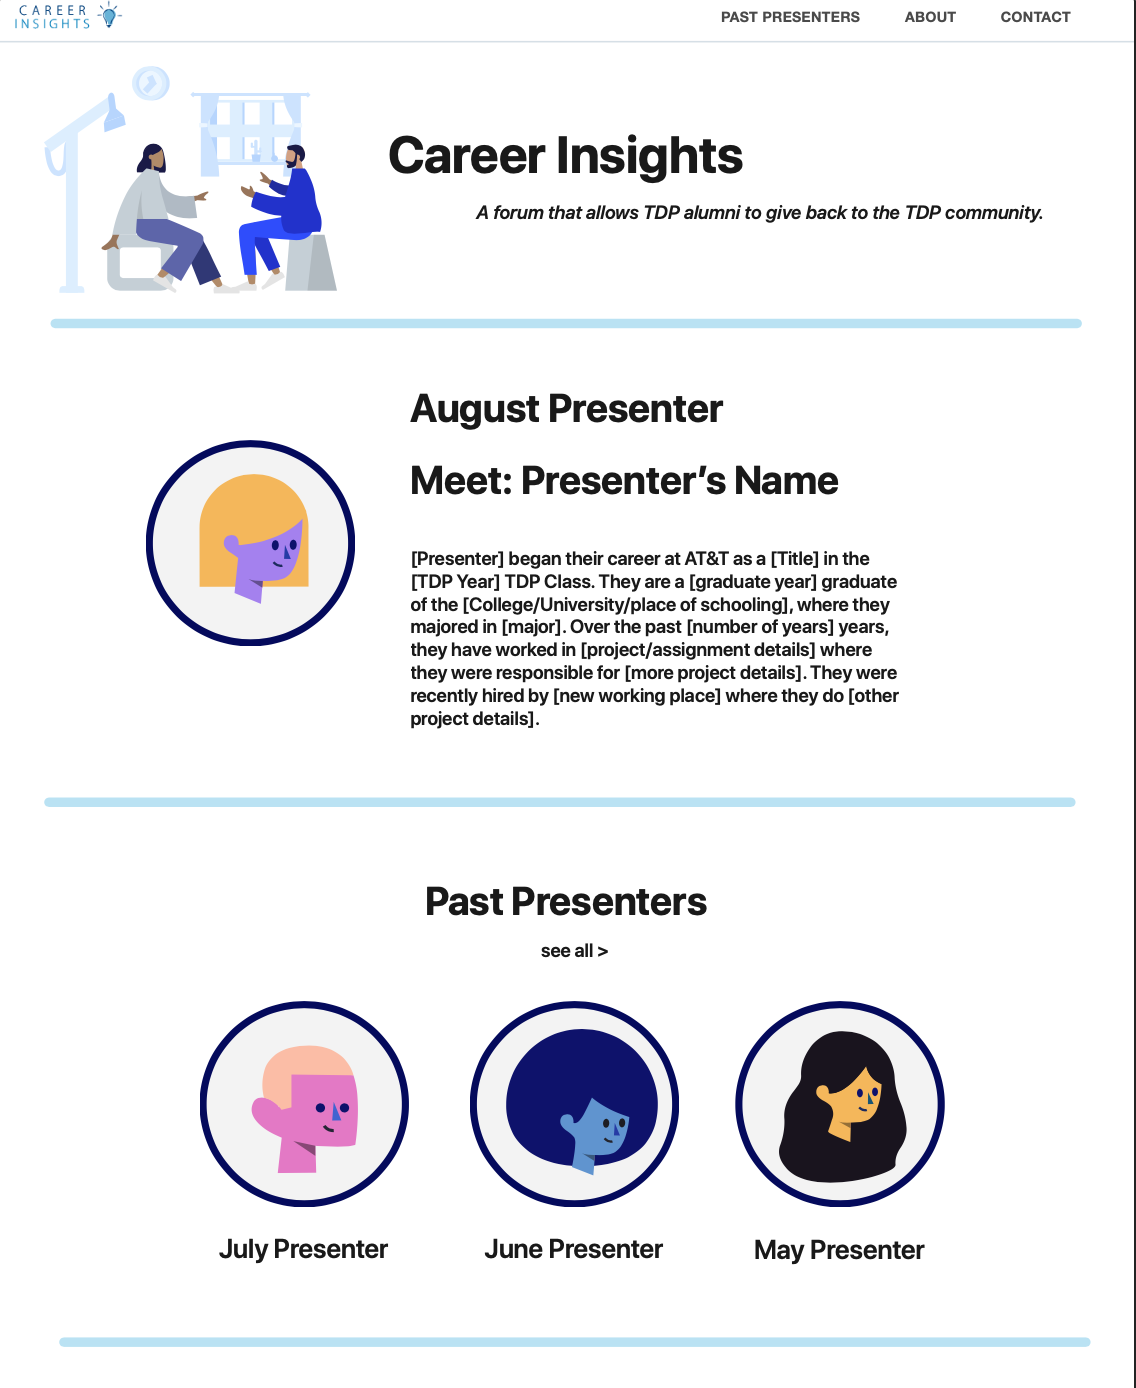 CAREER
INSIGHTS
PAST PRESENTERS
ABOUT
CONTACT
Career Insights
A forum that allows TDP alumni to give back to the TDP community.
August Presenter
Meet: Presenter’s Name
[Presenter] began their career at AT&T as a [Title] in the
[TDP Year] TDP Class. They are a [graduate year] graduate
of the [College/University/place of schooling], where they
majored in [major]. Over the past [number of years] years,
they have worked in [project/assignment details] where
they were responsible for [more project details]. They were
recently hired by [new working place] where they do [other
project details].
Past Presenters
see all >
July Presenter
June Presenter
May Presenter